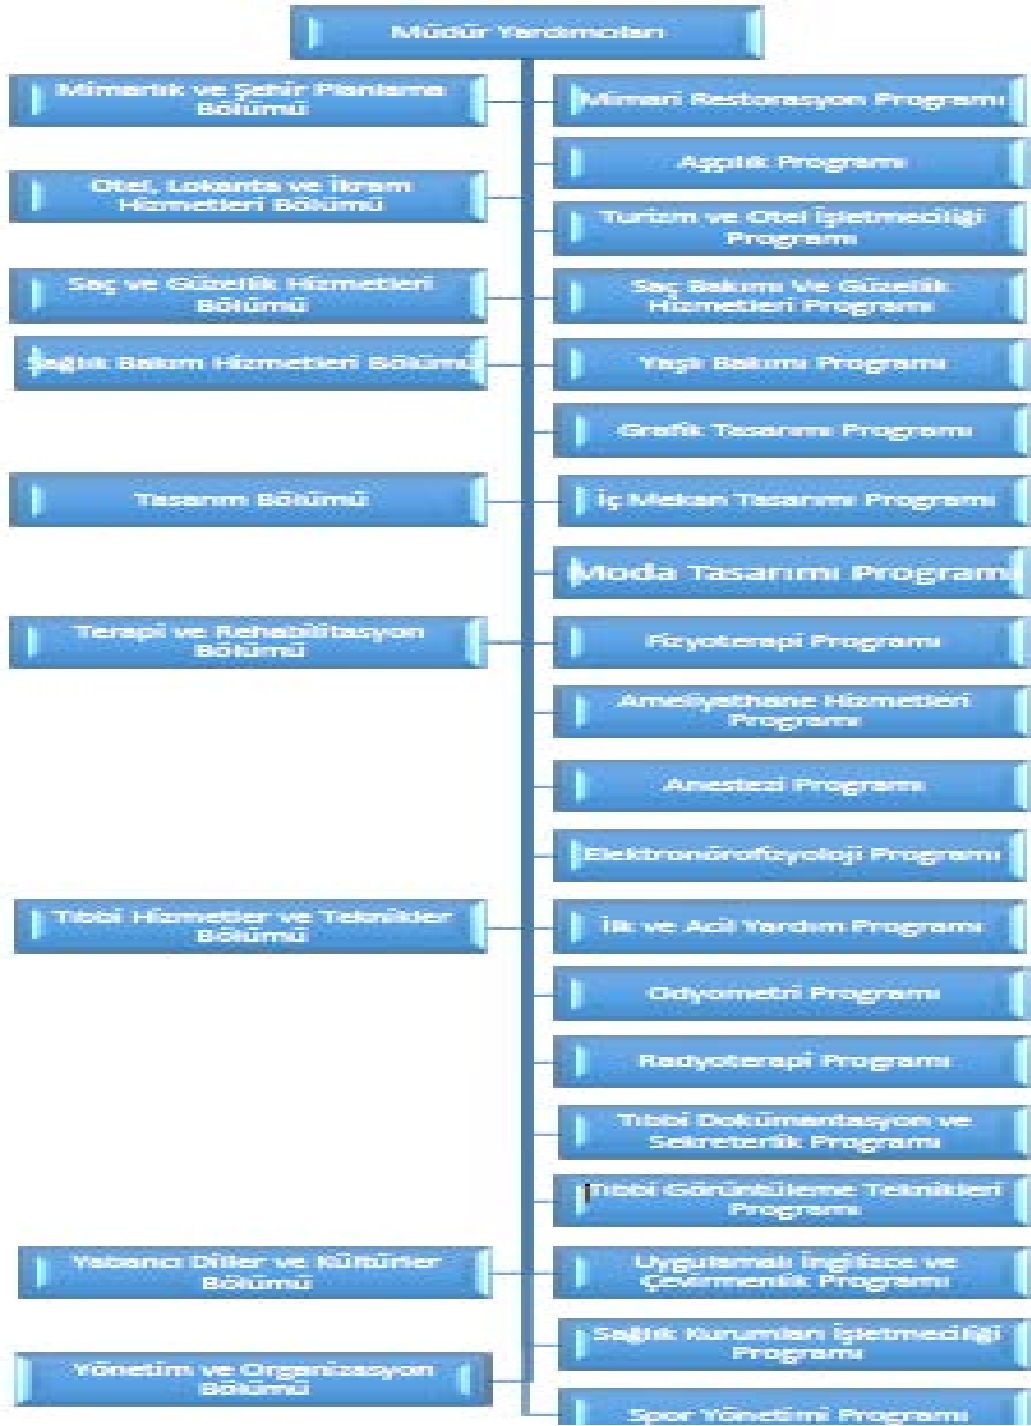 Müdür Yardımcıları
Mimarlık ve Şehir Planlama
Bölümü
Mimari Restorasyon Programı
Aşçılık Programı
Otel, Lokanta ve İkram
Hizmetleri Bölümü
Turizm ve Otel İşletmeciliği
Programı
Saç ve Güzellik Hizmetleri
Bölümü
Saç Bakımı Ve Güzellik
Hizmetleri Programı
Sağlık Bakım Hizmetleri Bölümü
Yaşlı Bakımı Programı
Grafik Tasarımı Programı
Tasarım Bölümü
İç Mekan Tasarımı Programı
Moda Tasarımı Programı
Terapi ve Rehabilitasyon
Bölümü
Fizyoterapi Programı
Ameliyathane Hizmetleri
Programı
Anestezi Programı
Elektronörofizyoloji Programı
Tıbbi Hizmetler ve Teknikler
Bölümü
İlk ve Acil Yardım Programı
Odyometri Programı
Radyoterapi Programı
Tıbbi Dokümantasyon ve
Sekreterlik Programı
Tıbbi Görüntüleme Teknikleri
Programı
Yabancı Diller ve Kültürler
Bölümü
Uygulamalı İngilizce ve
Çevirmenlik Programı
Sağlık Kurumları İşletmeciliği
Programı
Yönetim ve Organizasyon
Bölümü
Spor Yönetimi Programı